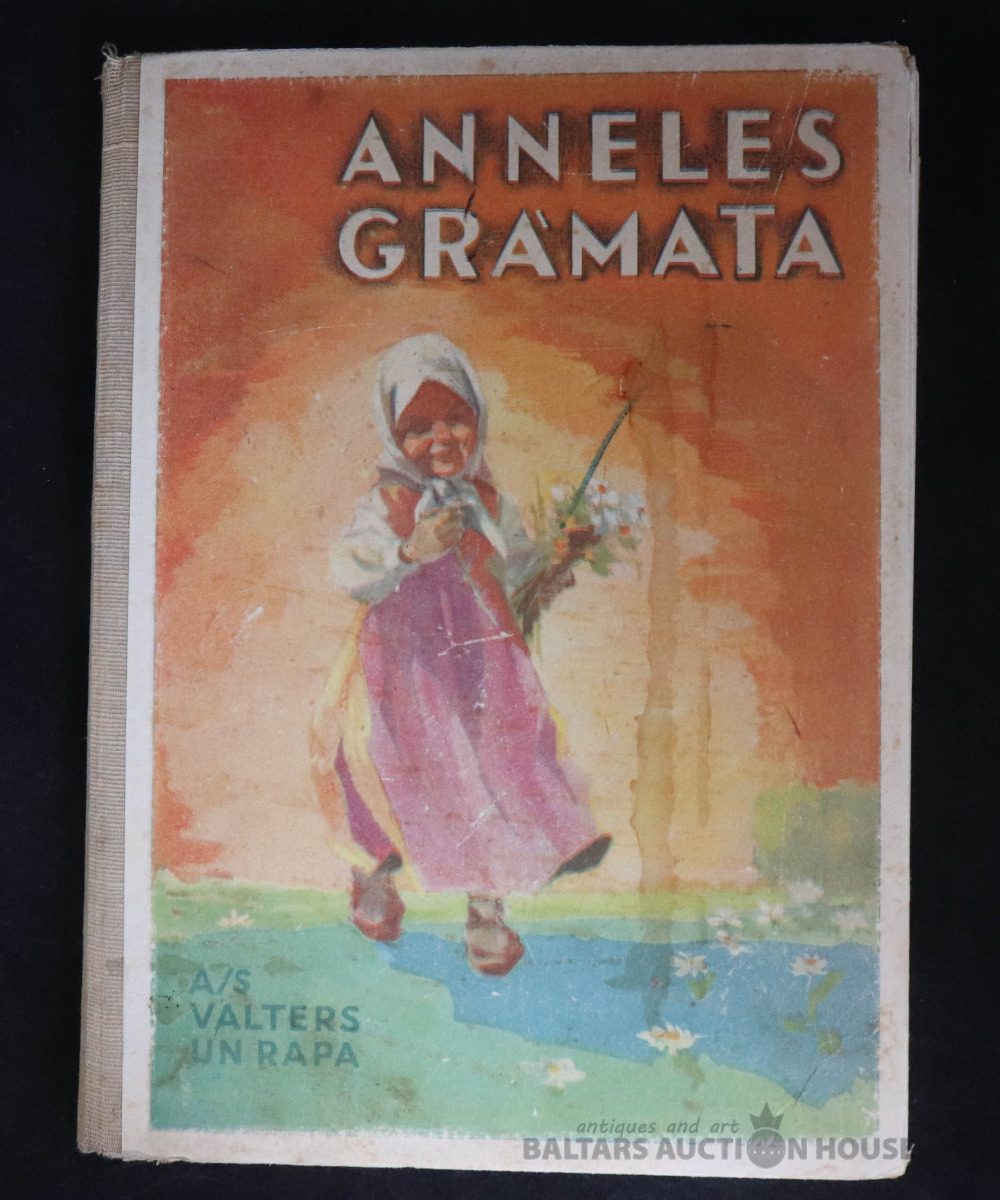 ANNELES
GRĀMATA
A/S
VALTERS
UN RAPA
antiques and art
BALTARS AUCTION HOUSE